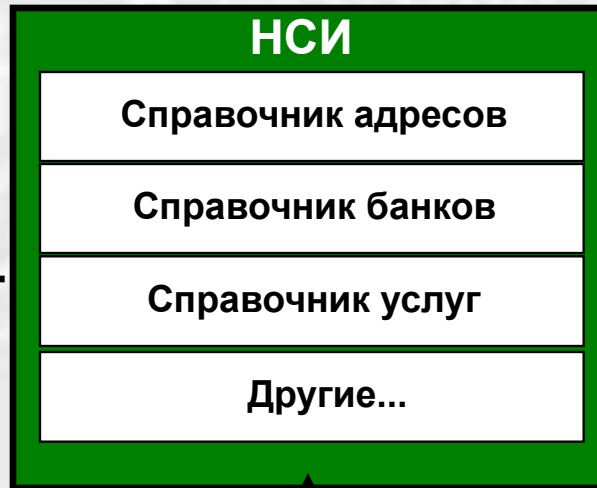 НСИ
Справочник адресов
Справочник банков
Справочник услуг
Другие...